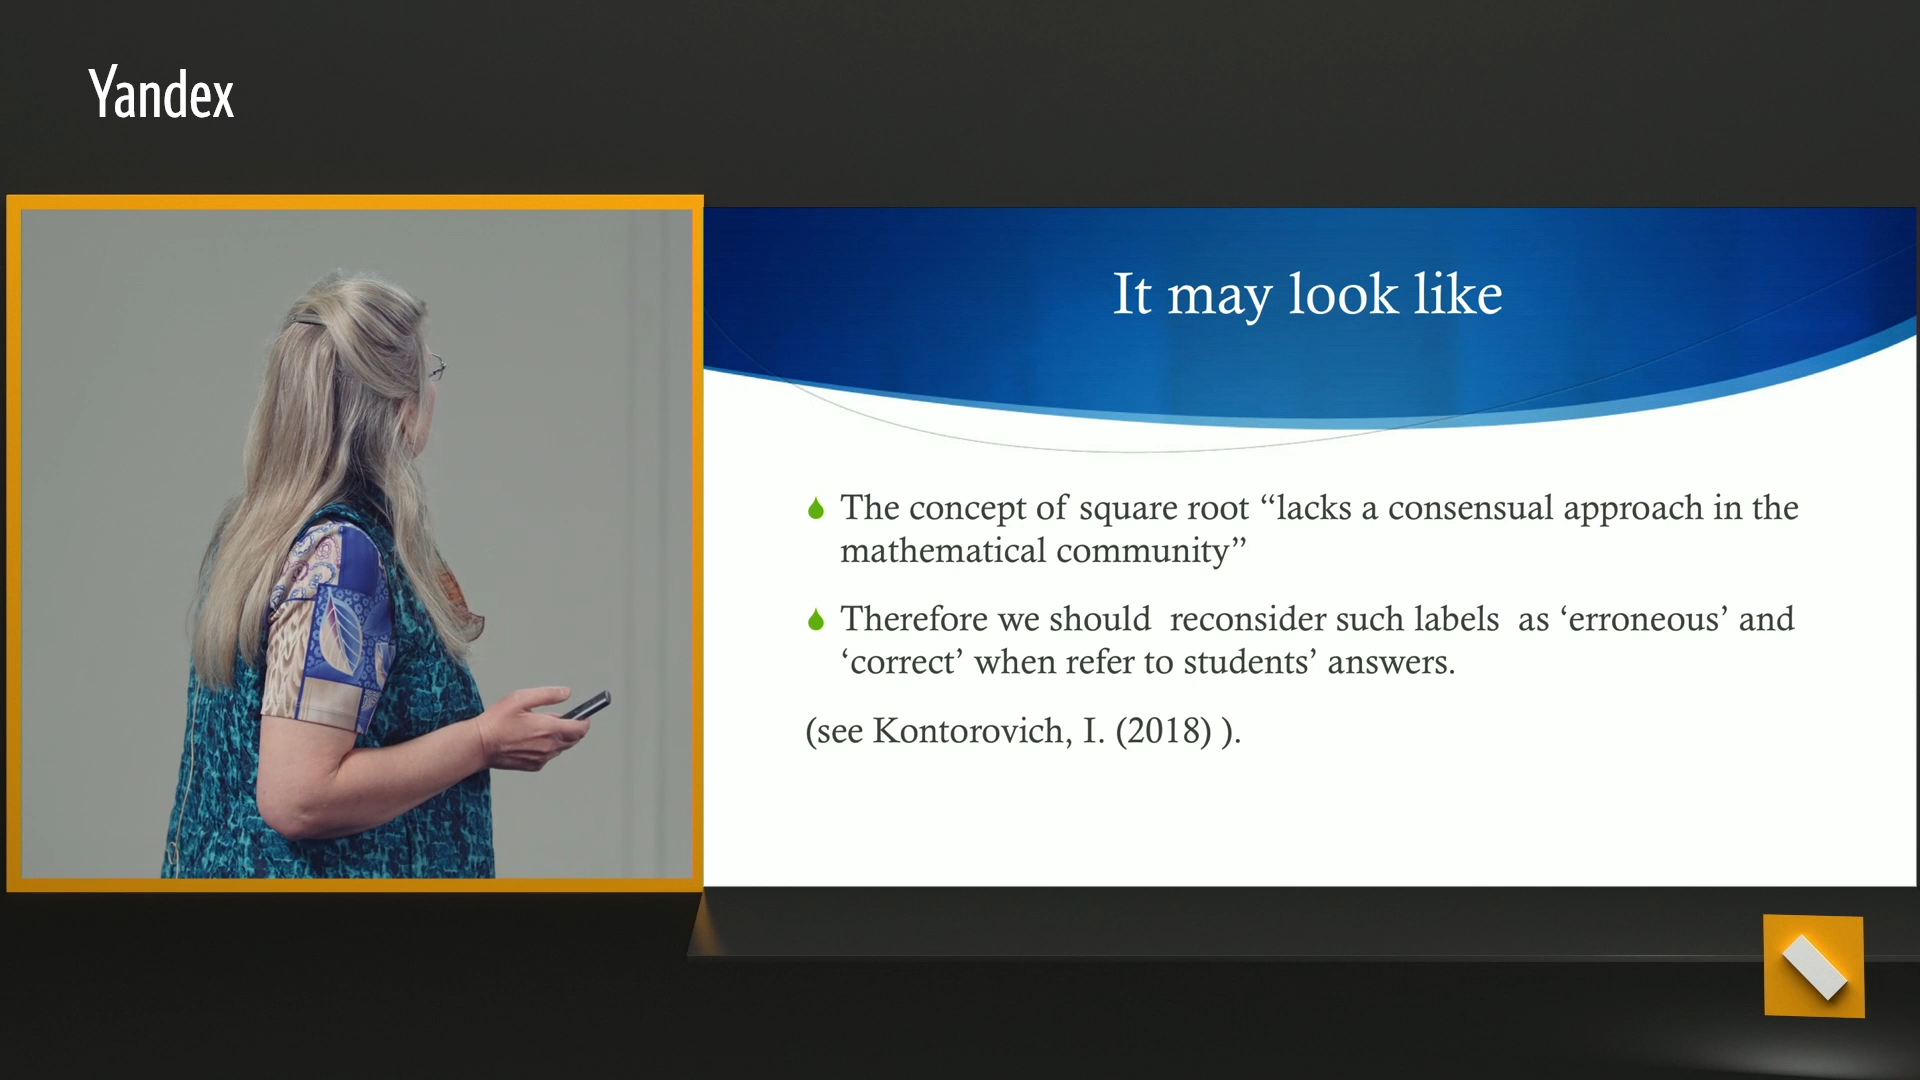 Yandex
It may look like
The concept of square root “lacks a consensual approach in the
mathematical community”
Therefore we should reconsider such labels as ‘erroneous’ and
‘correct’ when refer to students’ answers.
(see Kontorovich, I. (2018) ).